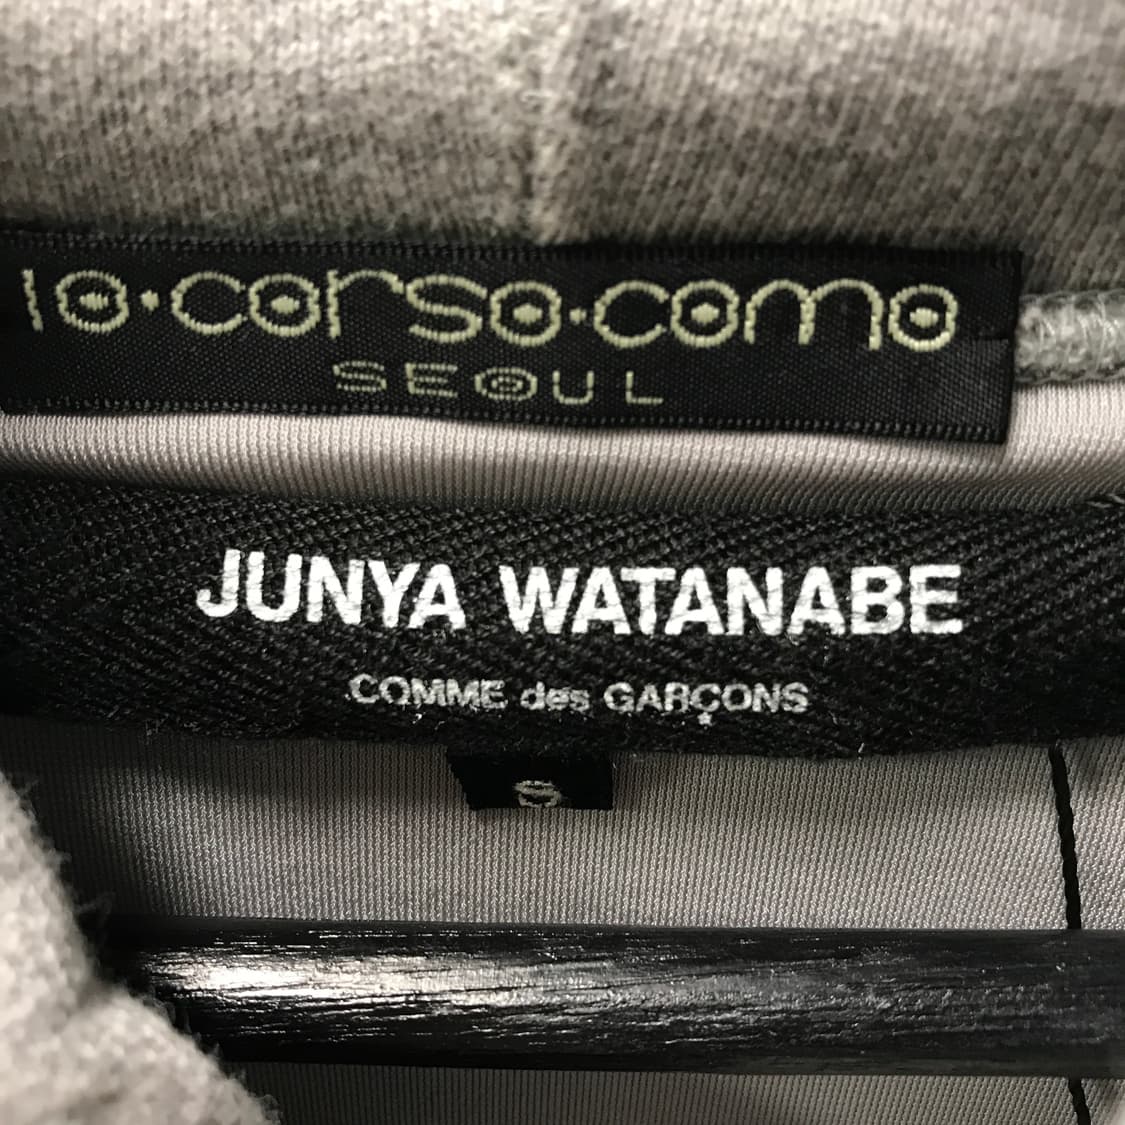 10·corso·como
SEOUL
JUNYA WATANABE
COMME des GARÇONS
S